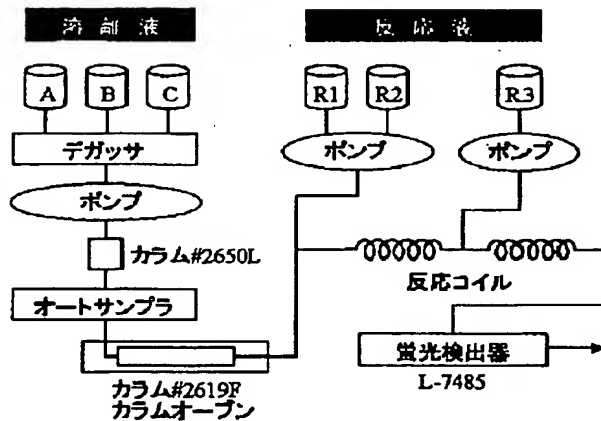 溶離液
反応液
A B C
R1 R2
R3
デガッサ
ポンプ
ポンプ
ポンプ
カラム#2650L
オートサンプラ
反応コイル
蛍光検出器
L-7485
カラム#2619F
カラムオーブン